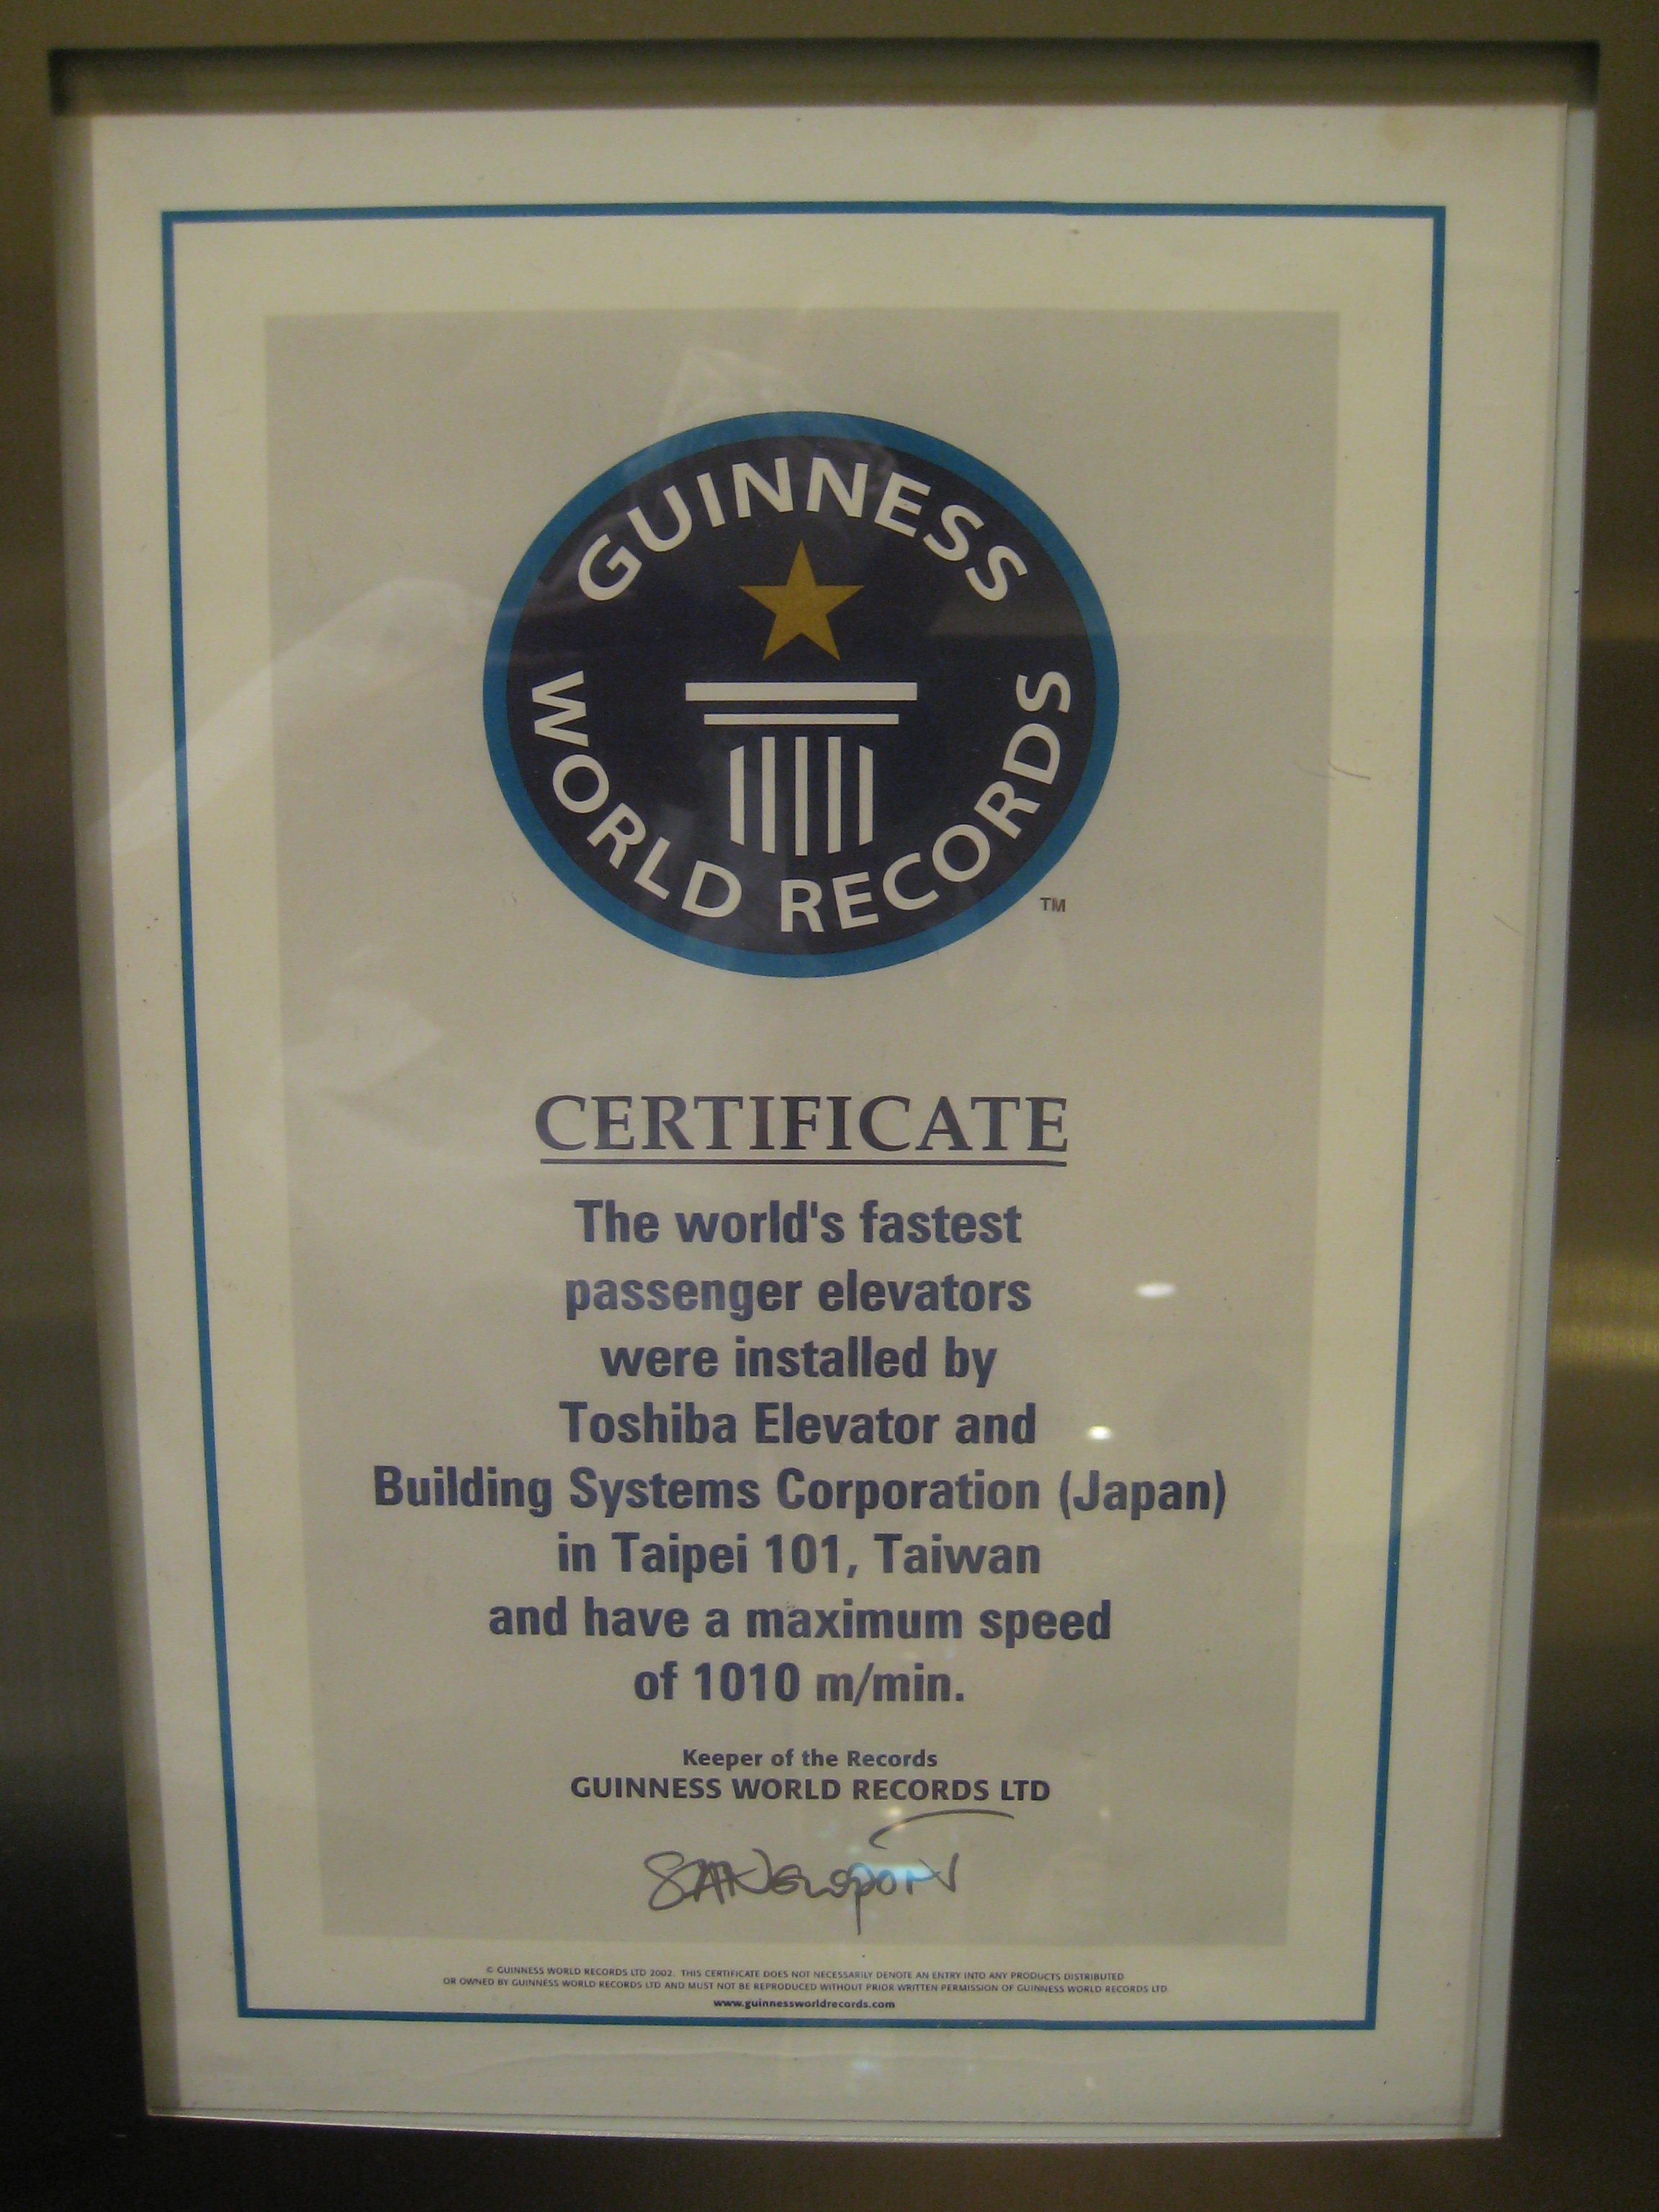 GUINNESS
WORLD RECORDS
TM
CERTIFICATE
The world's fastest
passenger elevators
were installed by
Toshiba Elevator and
Building Systems Corporation (Japan)
in Taipei 101, Taiwan
and have a maximum speed
of 1010 m/min.
Keeper of the Records
GUINNESS WORLD RECORDS LTD
© GUINNESS WORLD RECORDS LTD 2002. THIS CERTIFICATE DOES NOT NECESSARILY DENOTE AN ENTRY INTO ANY PRODUCTS DISTRIBUTED
OR OWNED BY GUINNESS WORLD RECORDS LTD AND MUST NOT BE REPRODUCED WITHOUT PRIOR WRITTEN PERMISSION OF GUINNESS WORLD RECORDS LTD
www.guinnessworldrecords.com